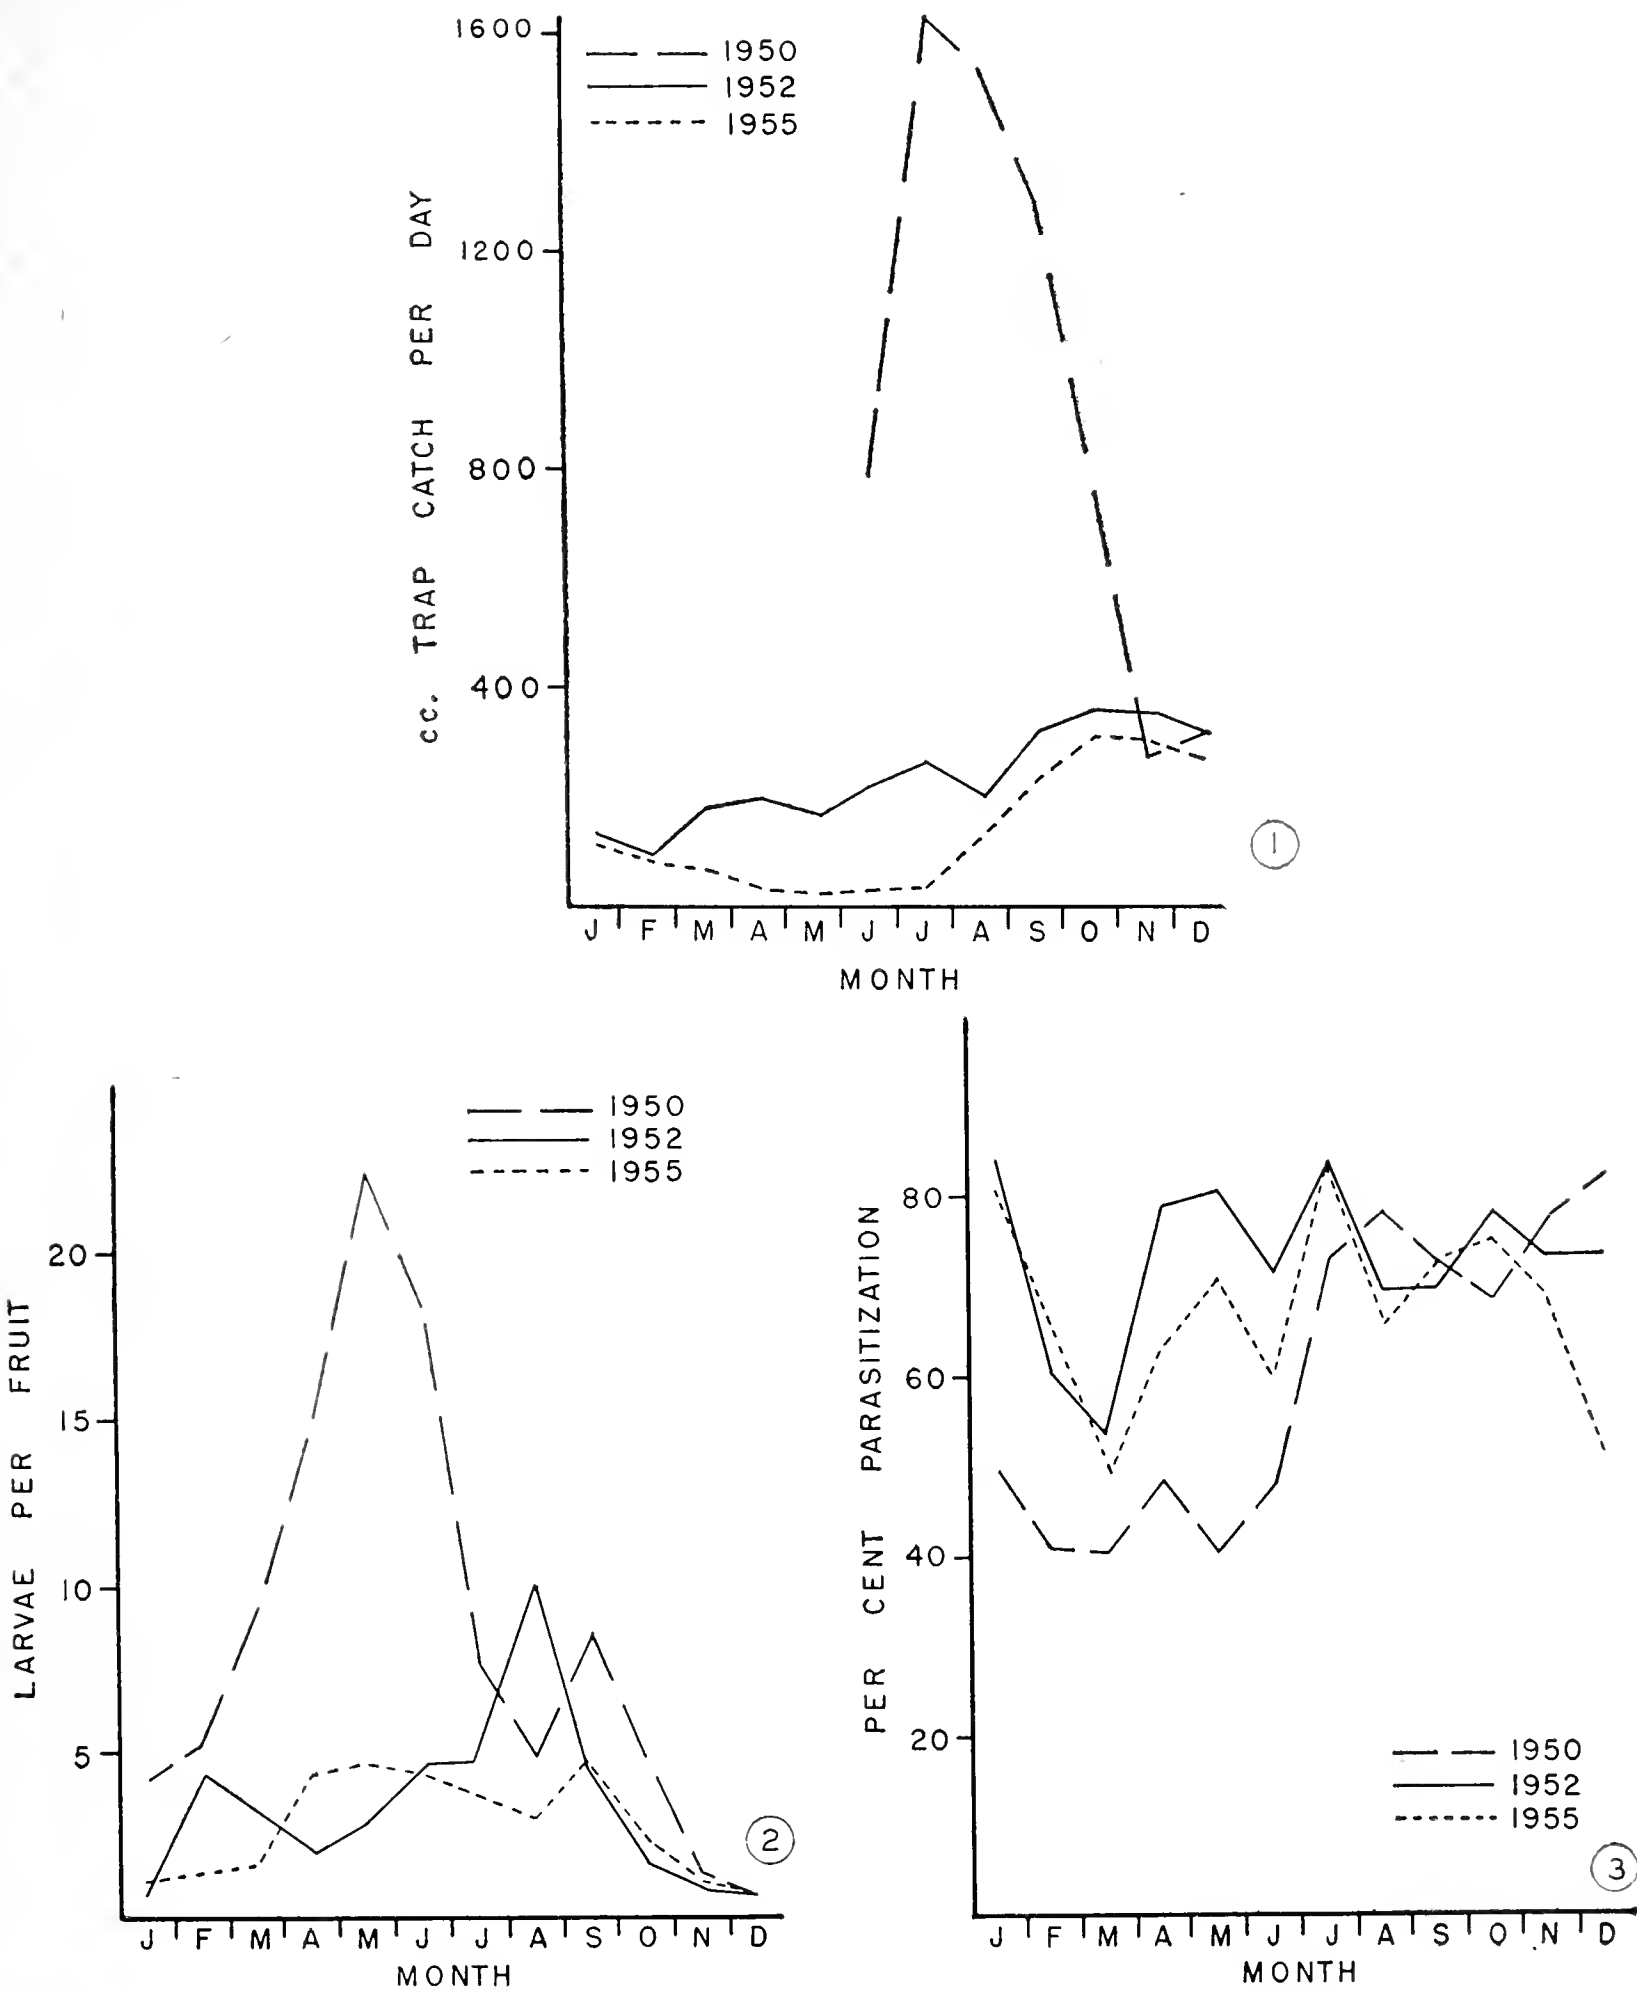 1600
1200
800
400
cc. TRAP CATCH PER DAY
1950
1952
1955
J F M A M J J A S O N D
MONTH
1
20
15
10
5
LARVAE PER FRUIT
1950
1952
1955
J F M A M J J A S O N D
MONTH
2
80
60
40
20
PER CENT PARASITIZATION
1950
1952
1955
J F M A M J J A S O N D
MONTH
3